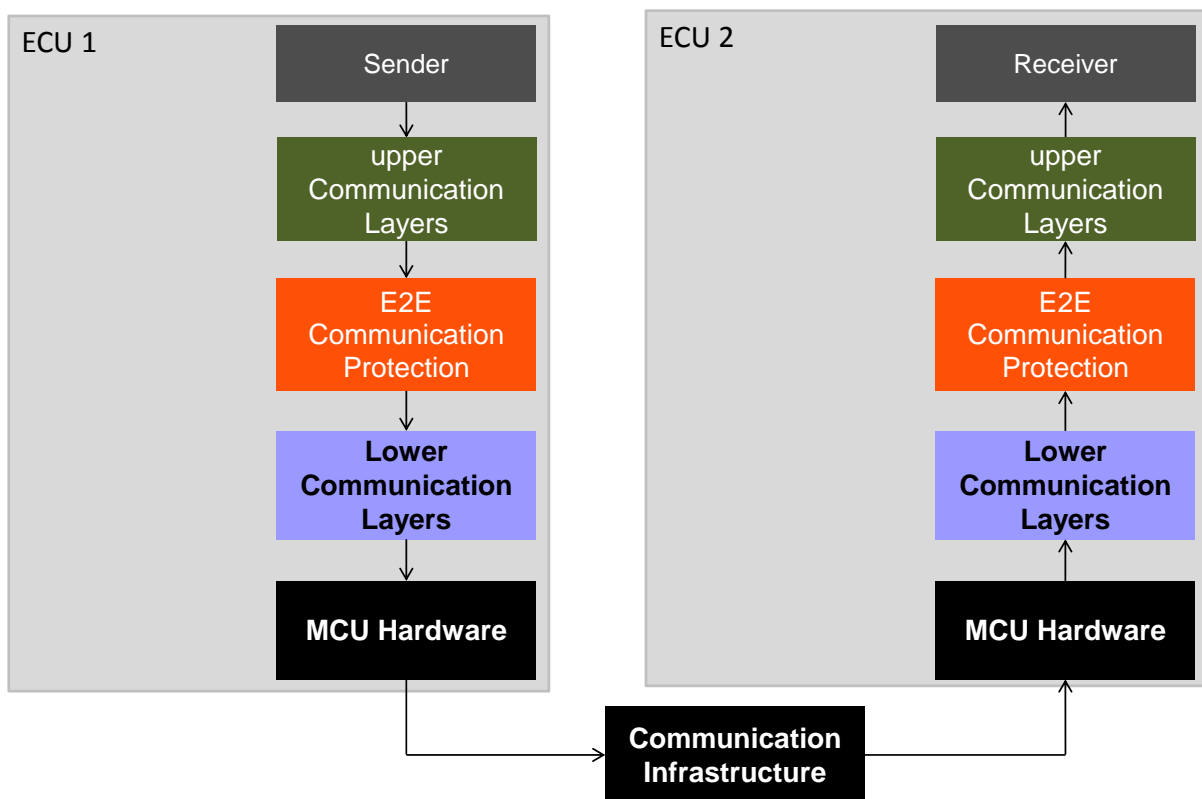 ECU 1
Sender
upper
Communication
Layers
E2E
Communication
Protection
Lower
Communication
Layers
MCU Hardware
ECU 2
Receiver
upper
Communication
Layers
E2E
Communication
Protection
Lower
Communication
Layers
MCU Hardware
Communication
Infrastructure